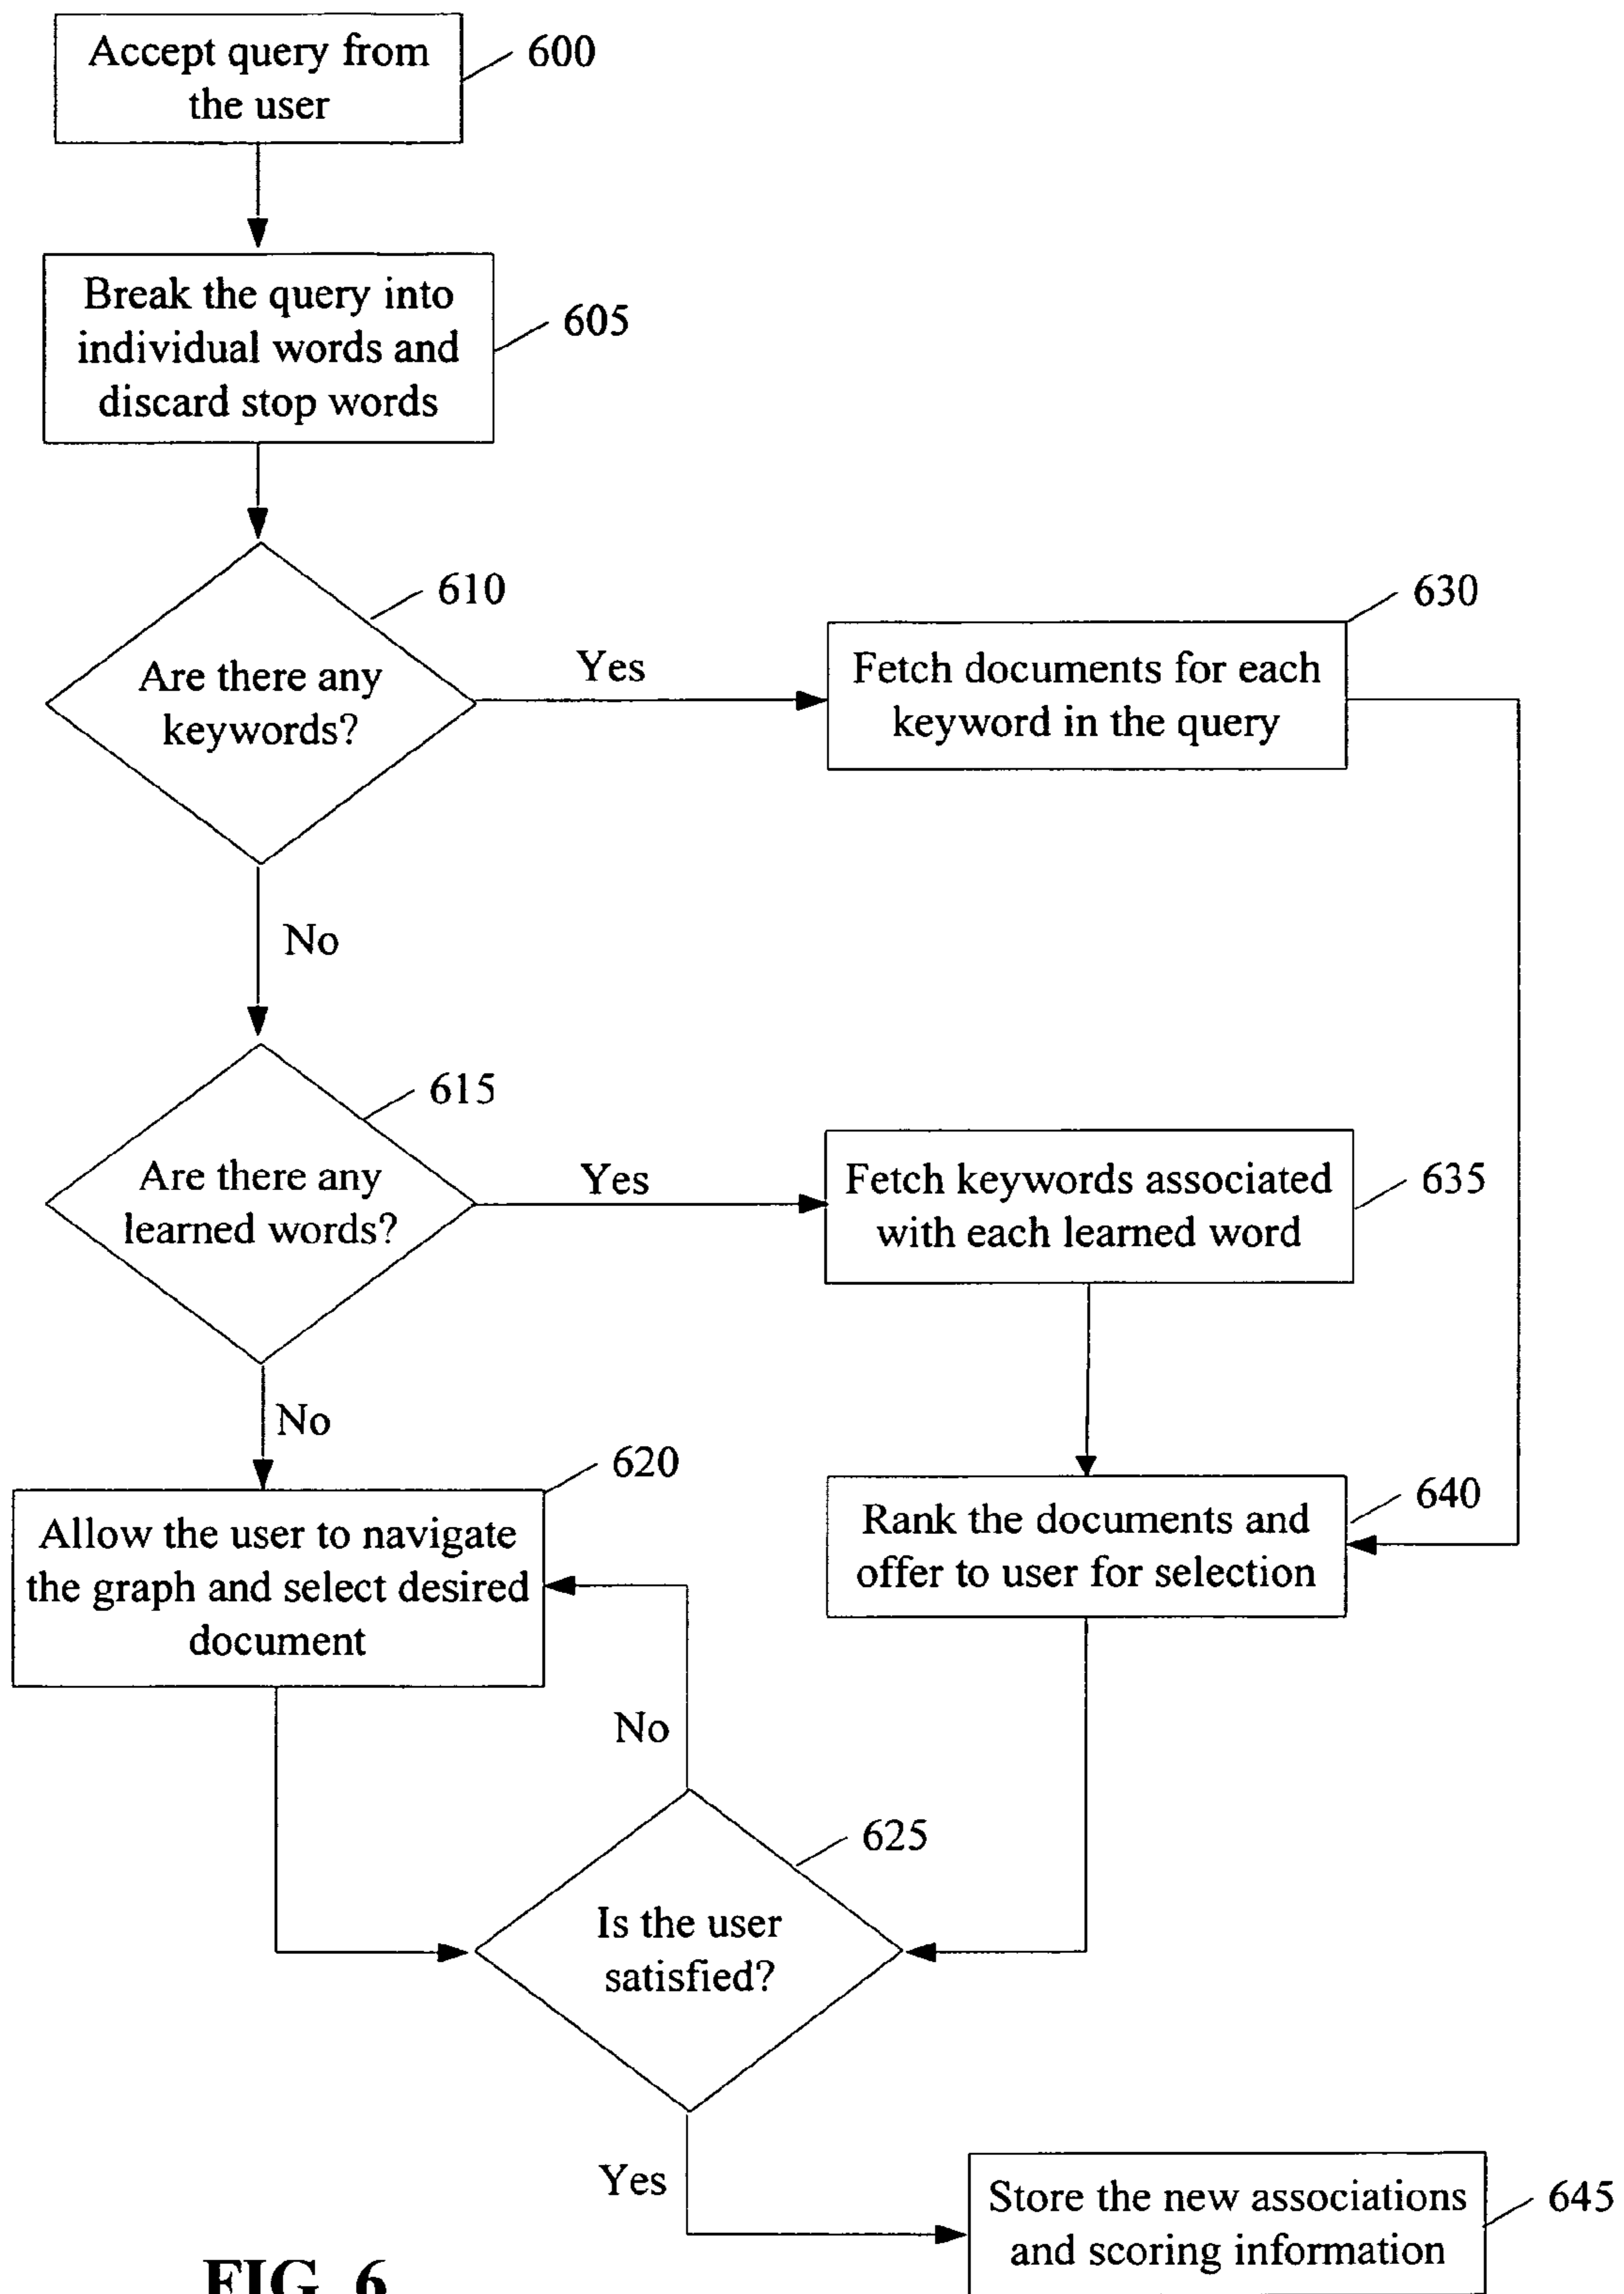 Accept query from
the user
600
Break the query into
individual words and
discard stop words
605
610
Are there any
keywords?
Yes
630
Fetch documents for each
keyword in the query
No
615
Are there any
learned words?
Yes
Fetch keywords associated
with each learned word
635
No
620
Allow the user to navigate
the graph and select desired
document
640
Rank the documents and
offer to user for selection
No
625
Is the user
satisfied?
Yes
Store the new associations
and scoring information
645
FIG. 6